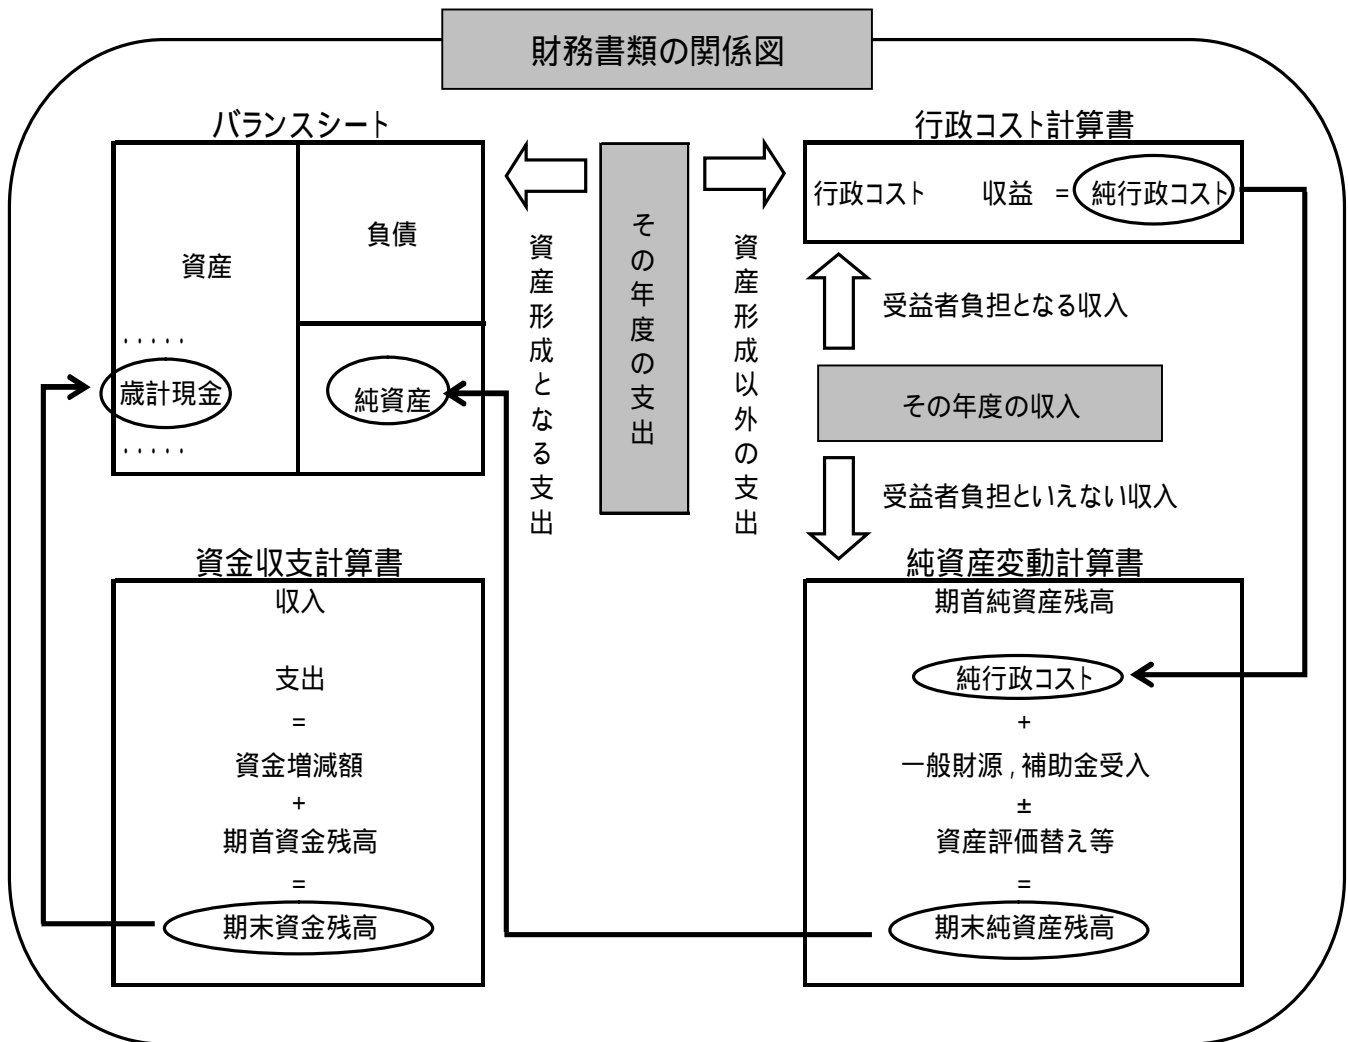 財務書類の関係図
バランスシート
資産
負債
.....
歳計現金
.....
純資産
資産形成となる支出
その年度の支出
資産形成以外の支出
行政コスト計算書
行政コスト 収益 = 純行政コスト
受益者負担となる収入
その年度の収入
受益者負担といえない収入
資金収支計算書
収入
支出
=
資金増減額
+
期首資金残高
=
期末資金残高
純資産変動計算書
期首純資産残高
純行政コスト
+
一般財源,補助金受入
±
資産評価替え等
=
期末純資産残高